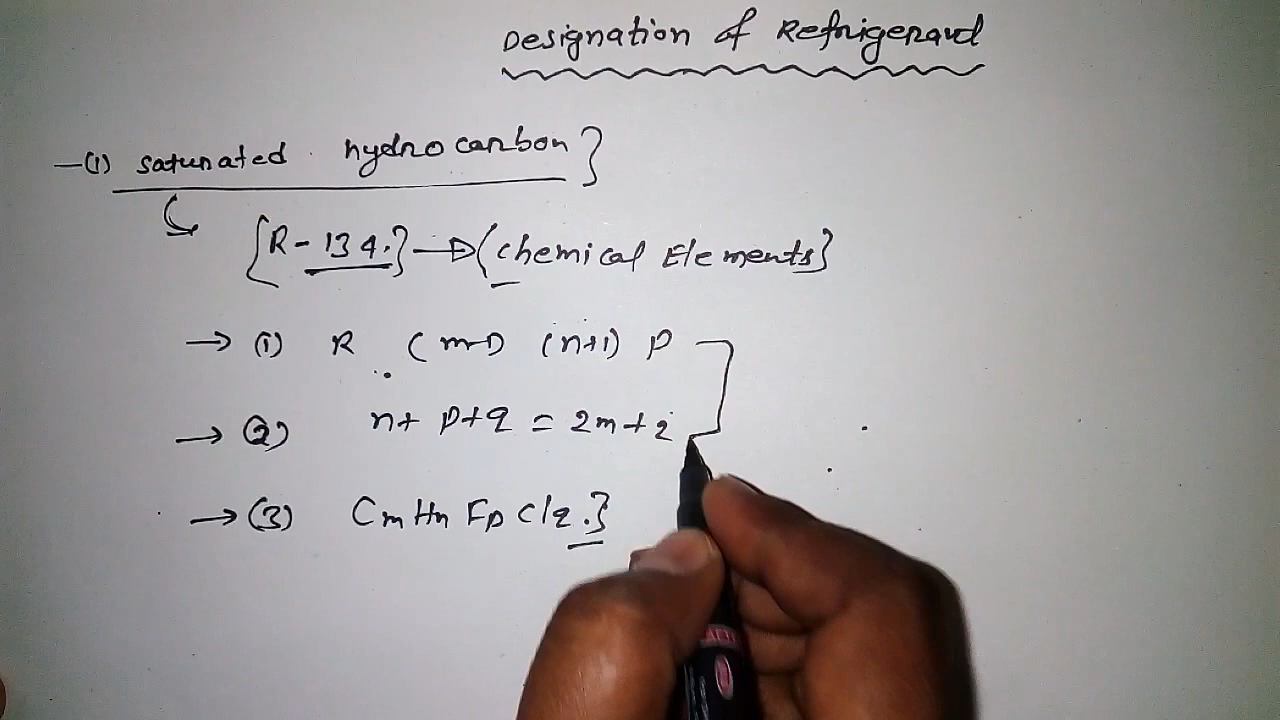 Designation of Refrigerant
(1) saturated hydrocarbon }
{R-134.} → (chemical Elements}
→ (1) R (m-1) (n+1) P
→ (2) n+ p+q = 2m+2
→ (3) Cm Hn Fp Clq.}